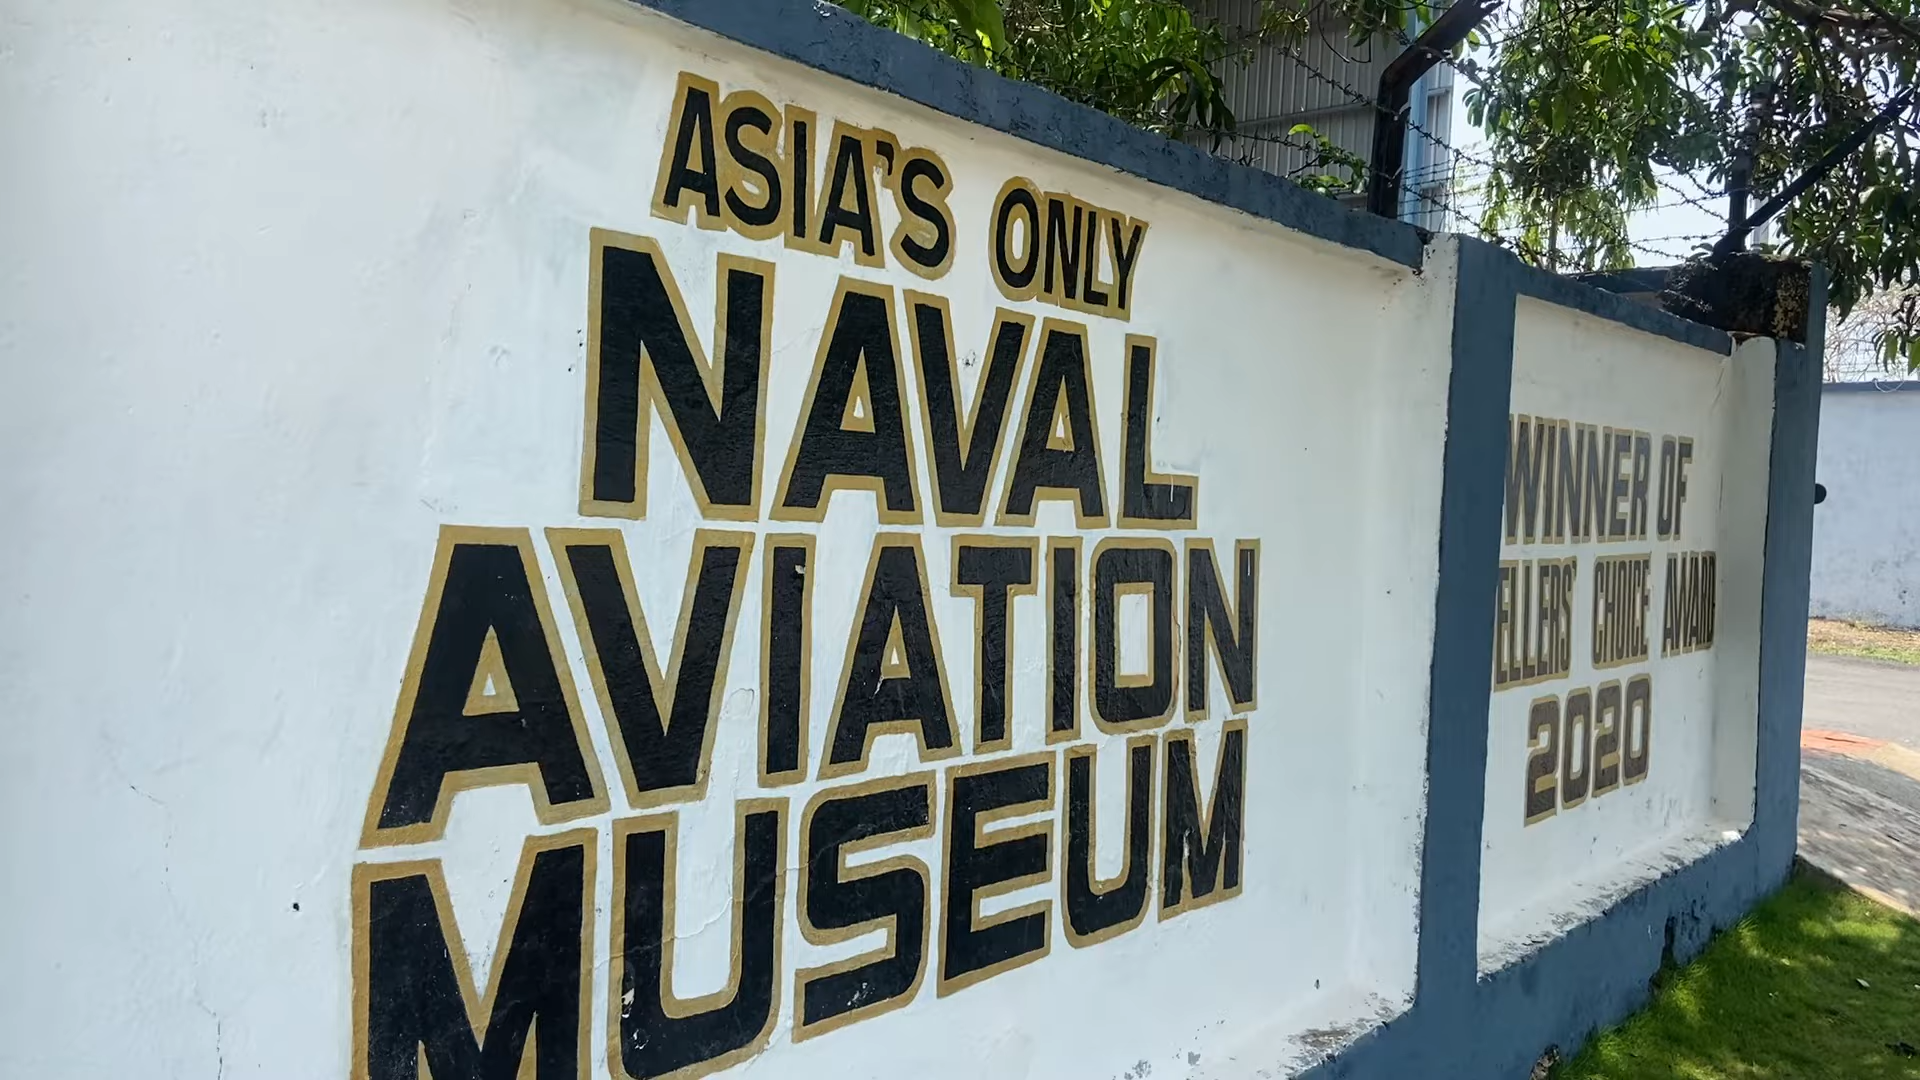 ASIA'S ONLY
NAVAL
AVIATION
MUSEUM
WINNER OF
ELLERS' CHOICE AWARD
2020